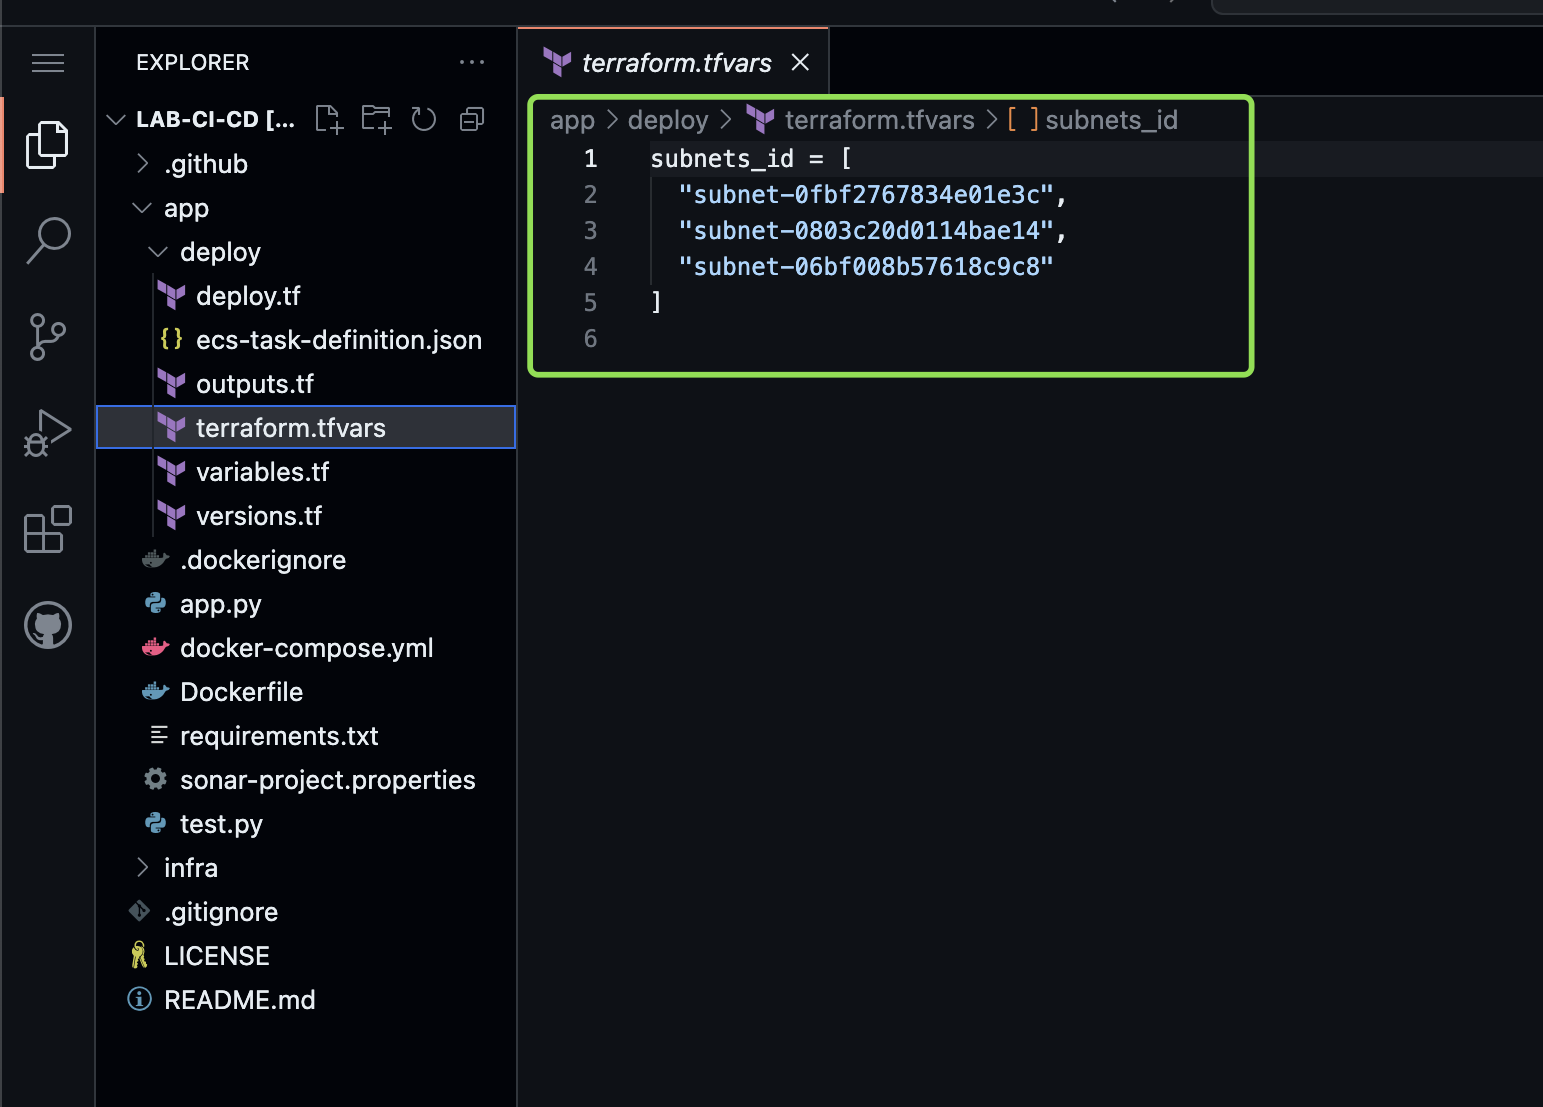 EXPLORER
LAB-CI-CD [...
.github
app
deploy
deploy.tf
ecs-task-definition.json
outputs.tf
terraform.tfvars
variables.tf
versions.tf
.dockerignore
app.py
docker-compose.yml
Dockerfile
requirements.txt
sonar-project.properties
test.py
infra
.gitignore
LICENSE
README.md
terraform.tfvars
app > deploy > terraform.tfvars > [ ] subnets_id
1 subnets_id = [
2 "subnet-0fbf2767834e01e3c",
3 "subnet-0803c20d0114bae14",
4 "subnet-06bf008b57618c9c8"
5 ]
6